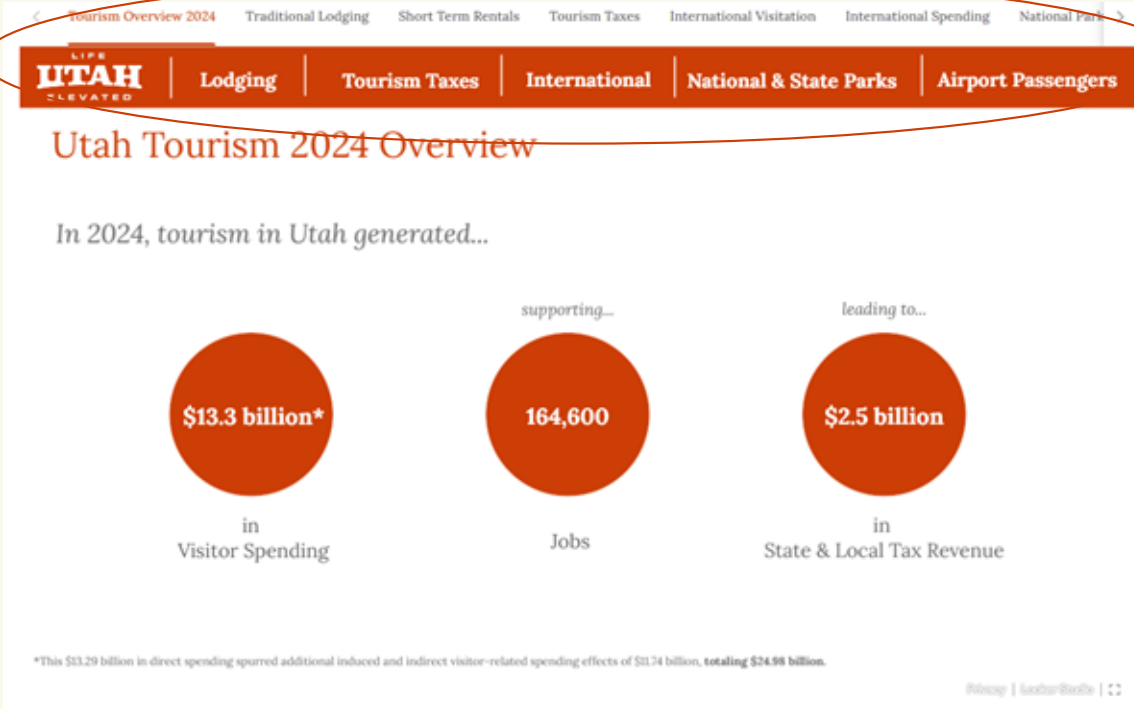 Tourism Overview 2024 Traditional Lodging Short Term Rentals Tourism Taxes International Visitation International Spending National Park
LIFE
UTAH
ELEVATED
Lodging Tourism Taxes International National & State Parks Airport Passengers
Utah Tourism 2024 Overview
In 2024, tourism in Utah generated...
supporting... leading to...
$13.3 billion* 164,600 $2.5 billion
in in
Visitor Spending Jobs State & Local Tax Revenue
*This $13.29 billion in direct spending spurred additional induced and indirect visitor-related spending effects of $11.74 billion, totaling $24.98 billion.
Privacy | Looker Studio |